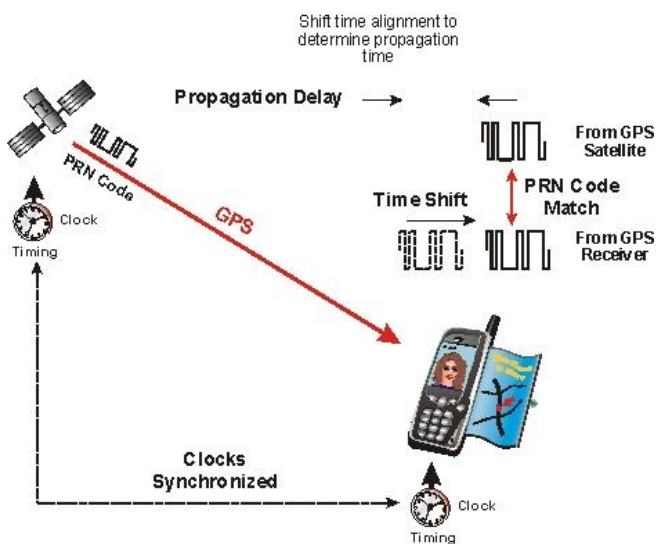 Shift time alignment to
determine propagation
time
Propagation Delay
From GPS
Satellite
PRN Code
PRN Code
Match
Time Shift
From GPS
Receiver
GPS
Clock
Timing
Clocks
Synchronized
Clock
Timing